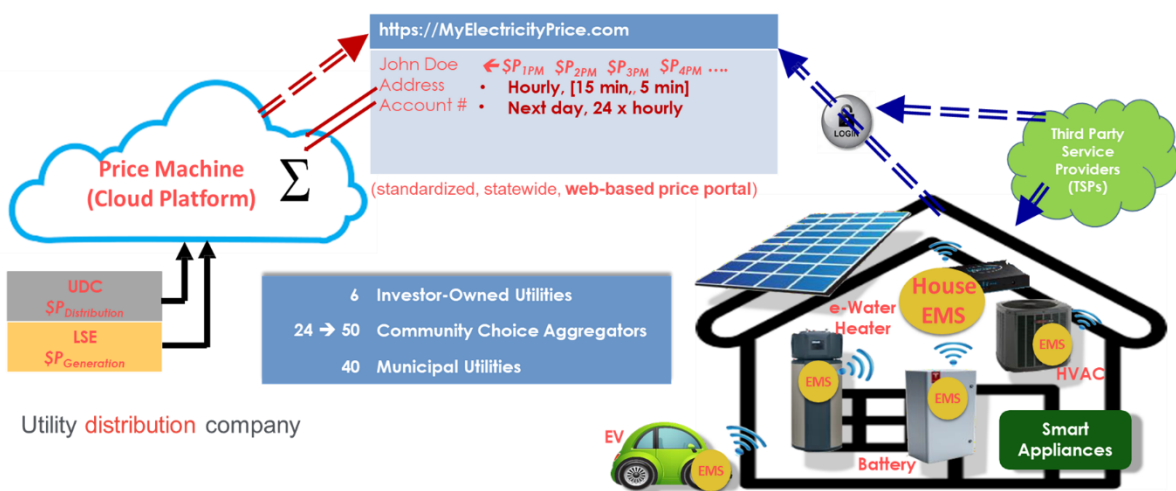 https://MyElectricityPrice.com
John Doe ← $P1PM $P2PM $P3PM $P4PM ....
Address • Hourly, [15 min,, 5 min]
Account # • Next day, 24 x hourly
(standardized, statewide, web-based price portal)
Price Machine
(Cloud Platform)
Σ
LOGIN
Third Party
Service
Providers
(TSPs)
UDC
$PDistribution
LSE
$PGeneration
6 Investor-Owned Utilities
24 → 50 Community Choice Aggregators
40 Municipal Utilities
Utility distribution company
House
EMS
e-Water
Heater
EMS
EMS
EMS
HVAC
Battery
EV
EMS
Smart
Appliances